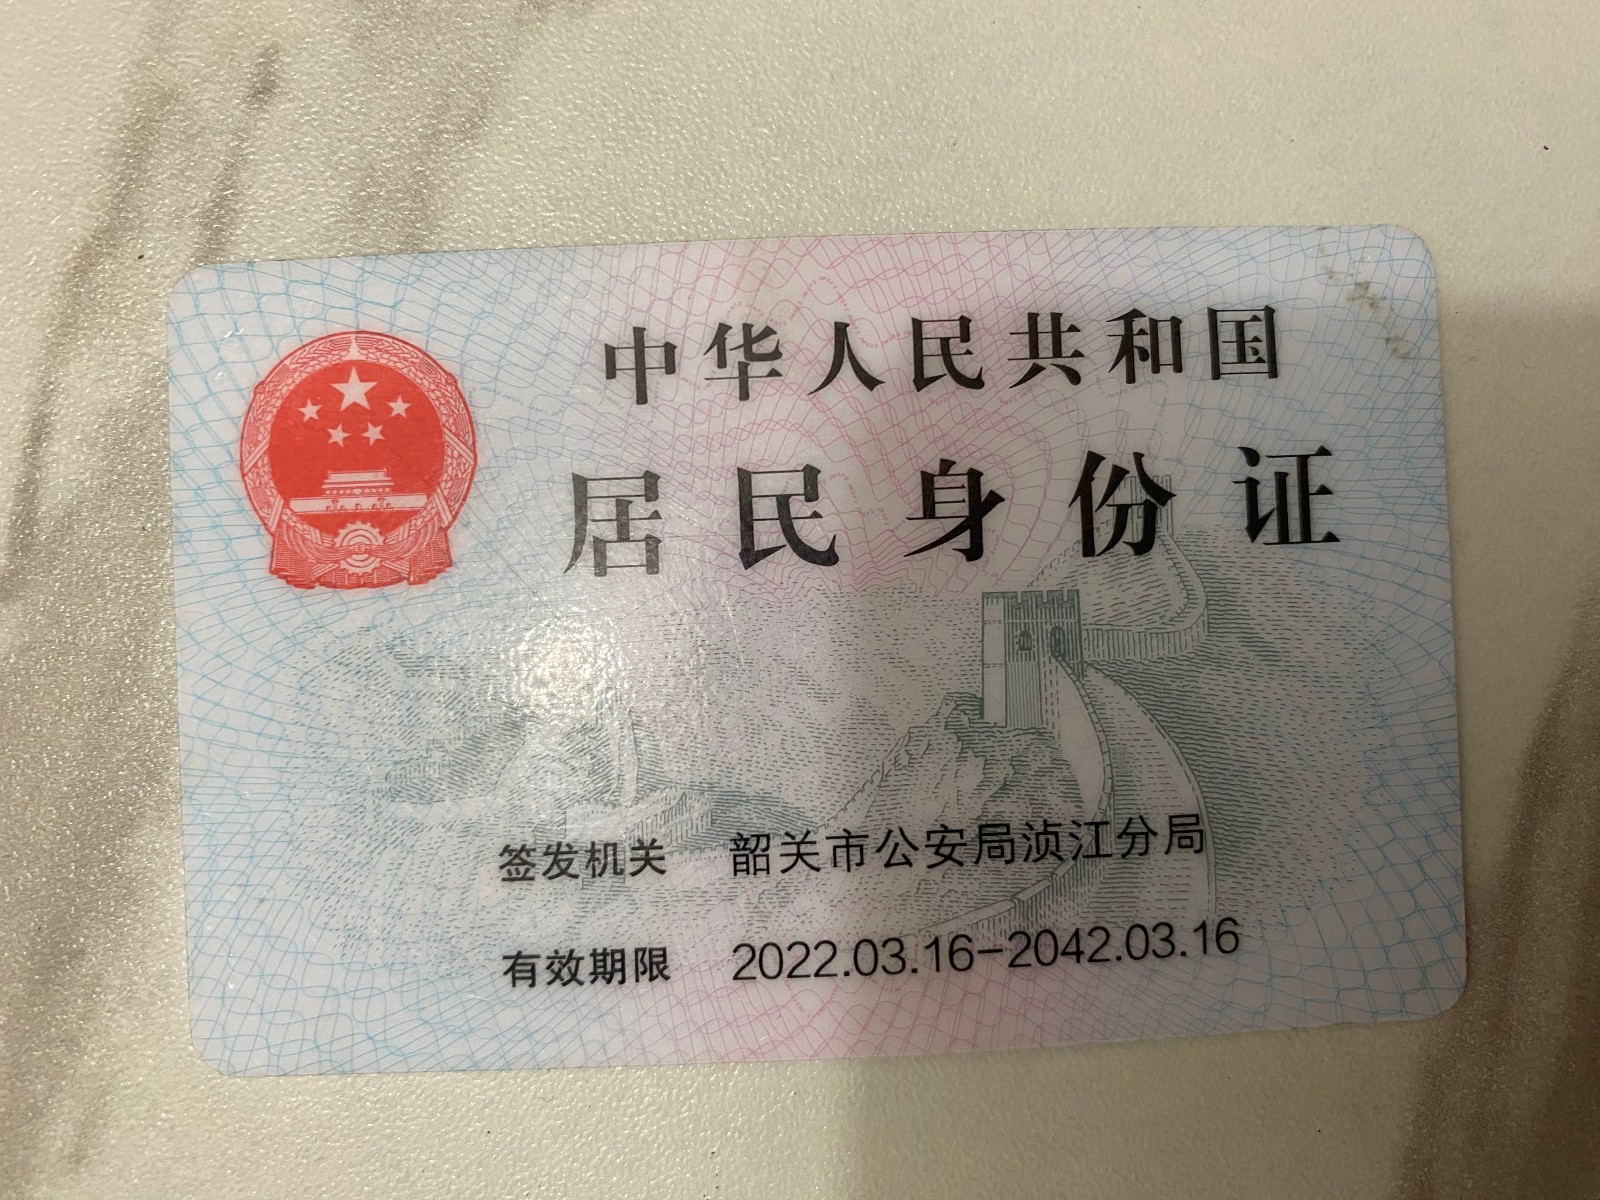 中华人民共和国
居民身份证
签发机关 韶关市公安局浈江分局
有效期限 2022.03.16-2042.03.16